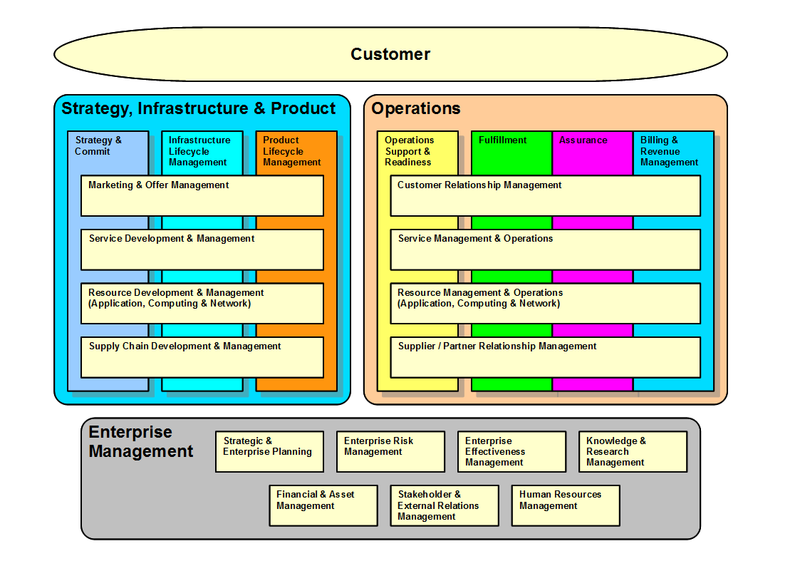 Customer
Strategy, Infrastructure & Product
Strategy &
Commit
Infrastructure
Lifecycle
Management
Product
Lifecycle
Management
Marketing & Offer Management
Service Development & Management
Resource Development & Management
(Application, Computing & Network)
Supply Chain Development & Management
Operations
Operations
Support &
Readiness
Fulfillment
Assurance
Billing &
Revenue
Management
Customer Relationship Management
Service Management & Operations
Resource Management & Operations
(Application, Computing & Network)
Supplier / Partner Relationship Management
Enterprise
Management
Strategic &
Enterprise Planning
Enterprise Risk
Management
Enterprise
Effectiveness
Management
Knowledge &
Research
Management
Financial & Asset
Management
Stakeholder &
External Relations
Management
Human Resources
Management